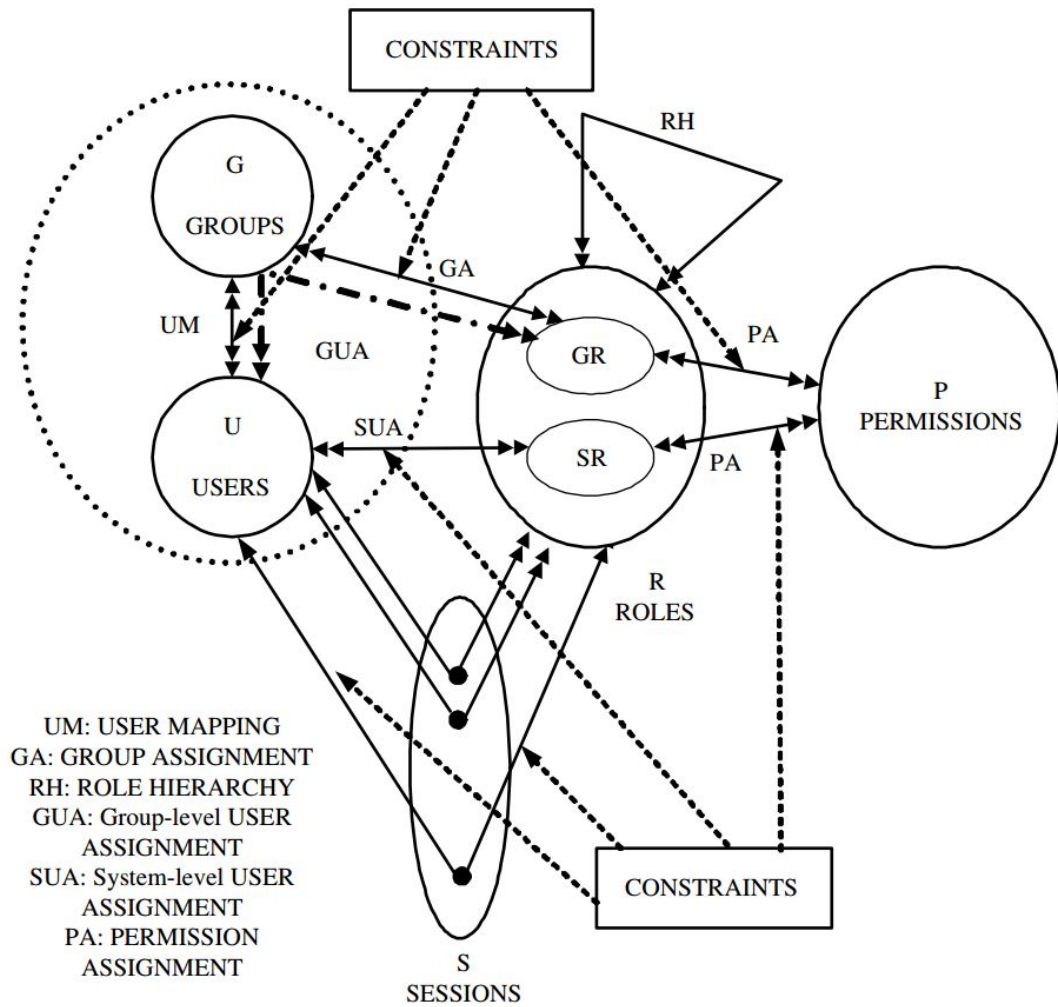 CONSTRAINTS
RH
G
GROUPS
GA
UM
GUA
PA
GR
P
PERMISSIONS
U
USERS
SUA
SR
PA
R
ROLES
UM: USER MAPPING
GA: GROUP ASSIGNMENT
RH: ROLE HIERARCHY
GUA: Group-level USER
ASSIGNMENT
SUA: System-level USER
ASSIGNMENT
PA: PERMISSION
ASSIGNMENT
CONSTRAINTS
S
SESSIONS